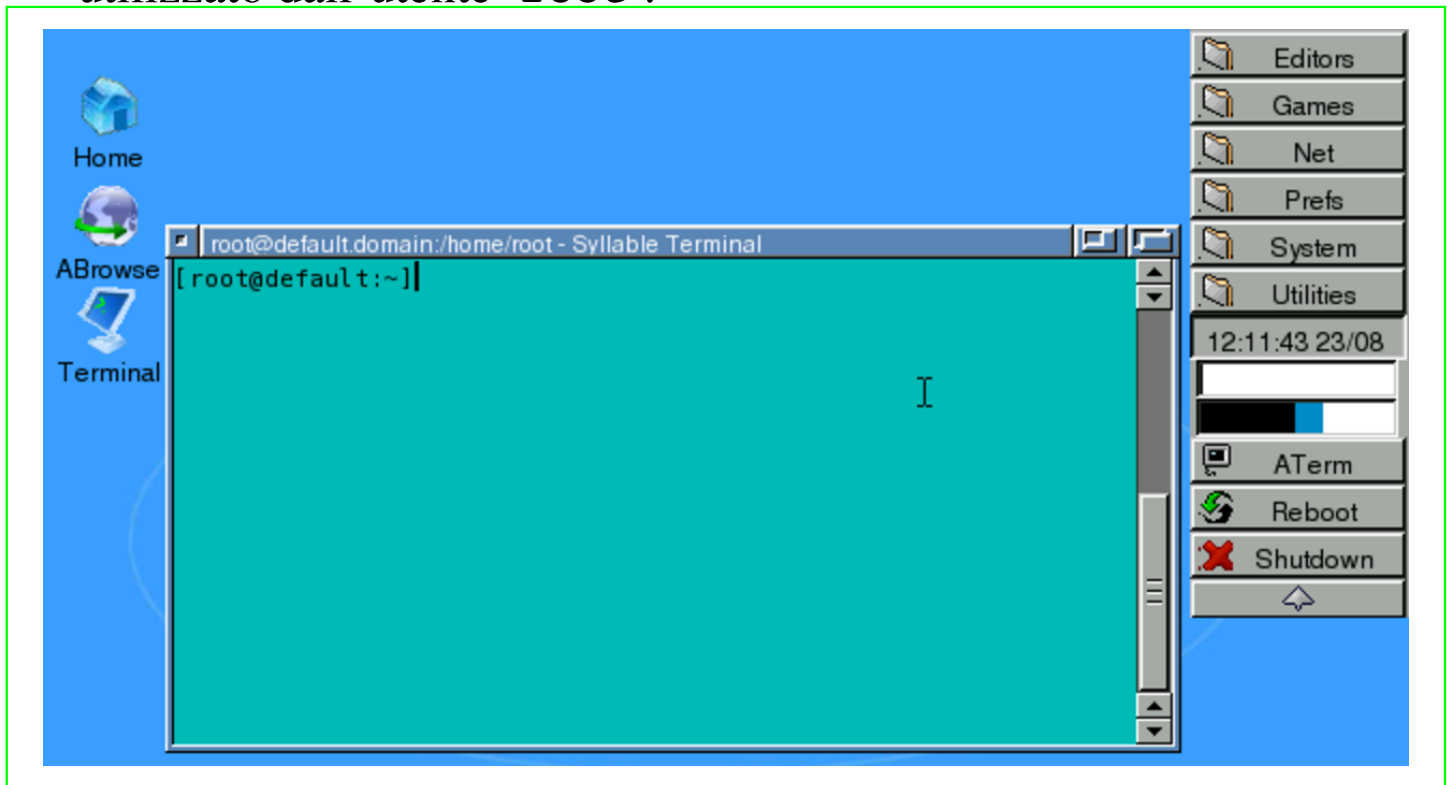 Home
ABrowse
Terminal
root@default.domain:/home/root - Syllable Terminal
[root@default:~]
Editors
Games
Net
Prefs
System
Utilities
12:11:43 23/08
ATerm
Reboot
Shutdown